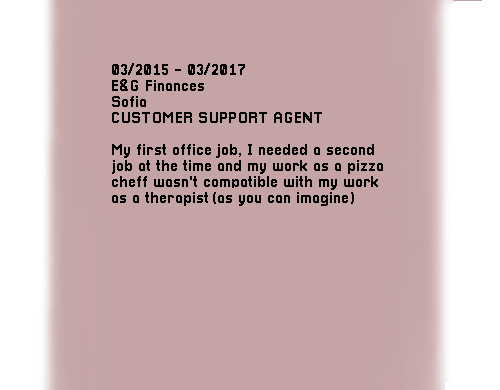 03/2015 - 03/2017
E&G Finances
Sofia
CUSTOMER SUPPORT AGENT
My first office job, I needed a second
job at the time and my work as a pizza
cheff wasn't compatible with my work
as a therapist (as you can imagine)